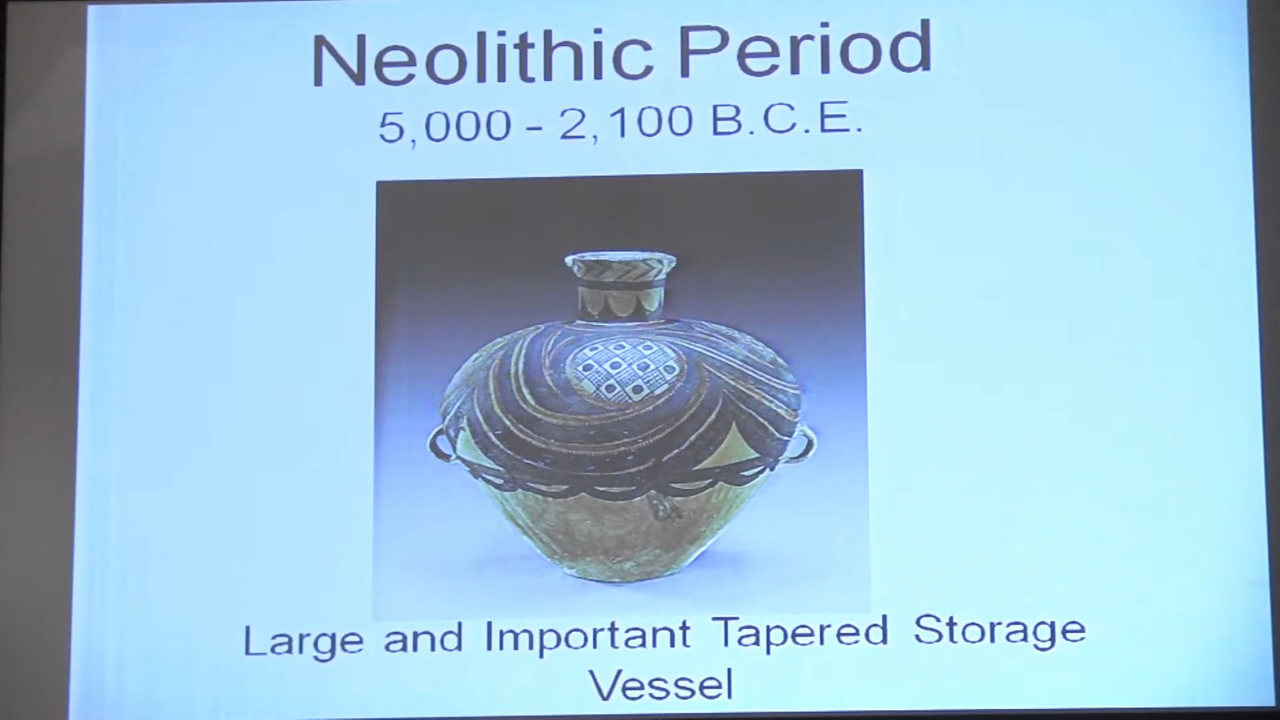 Neolithic Period
5,000 - 2,100 B.C.E.
Large and Important Tapered Storage
Vessel